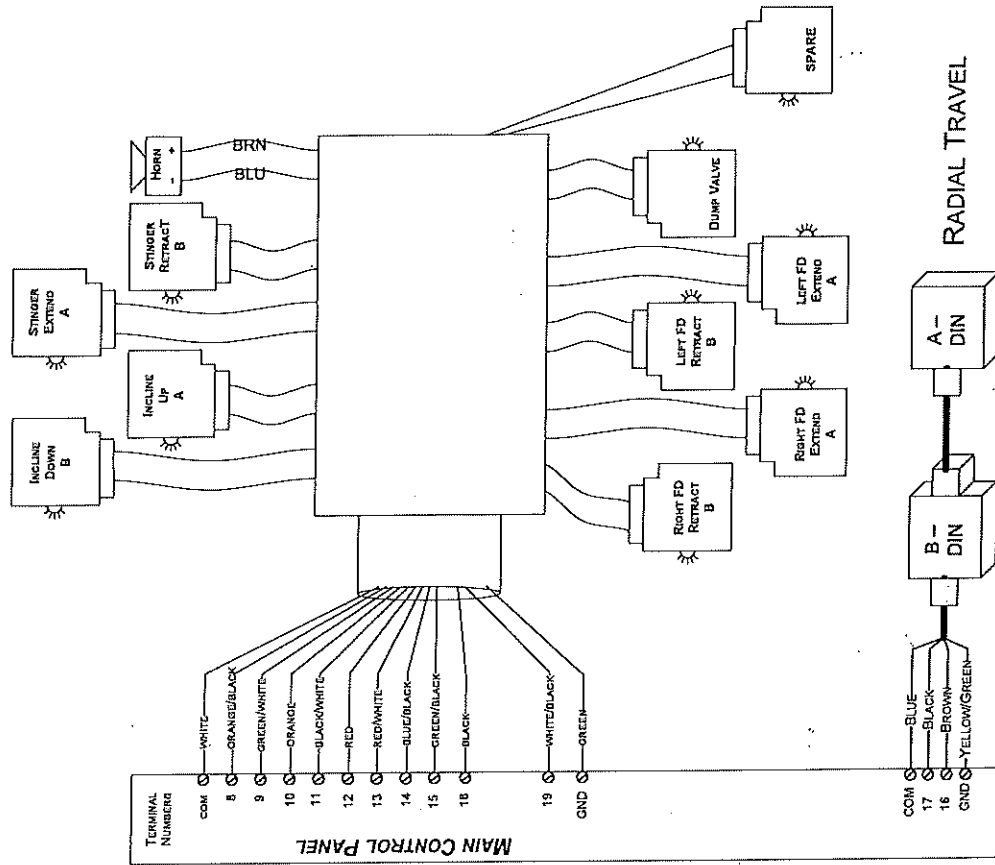 TERMINAL
NUMBERS
MAIN CONTROL PANEL
COM WHITE
8 ORANGE/BLACK
9 GREEN/WHITE
10 ORANGE
11 BLACK/WHITE
12 RED
13 RED/WHITE
14 BLUE/BLACK
15 GREEN/BLACK
18 BLACK
19 WHITE/BLACK
GND GREEN
INCLINE
DOWN
B
INCLINE
UP
A
STINGER
EXTEND
A
STINGER
RETRACT
B
HORN
- +
BLU
BRN
RIGHT FD
RETRACT
B
RIGHT FD
EXTEND
A
LEFT FD
RETRACT
B
LEFT FD
EXTEND
A
DUMP VALVE
SPARE
COM BLUE
17 BLACK
16 BROWN
GND YELLOW/GREEN
B –
DIN
A –
DIN
RADIAL TRAVEL